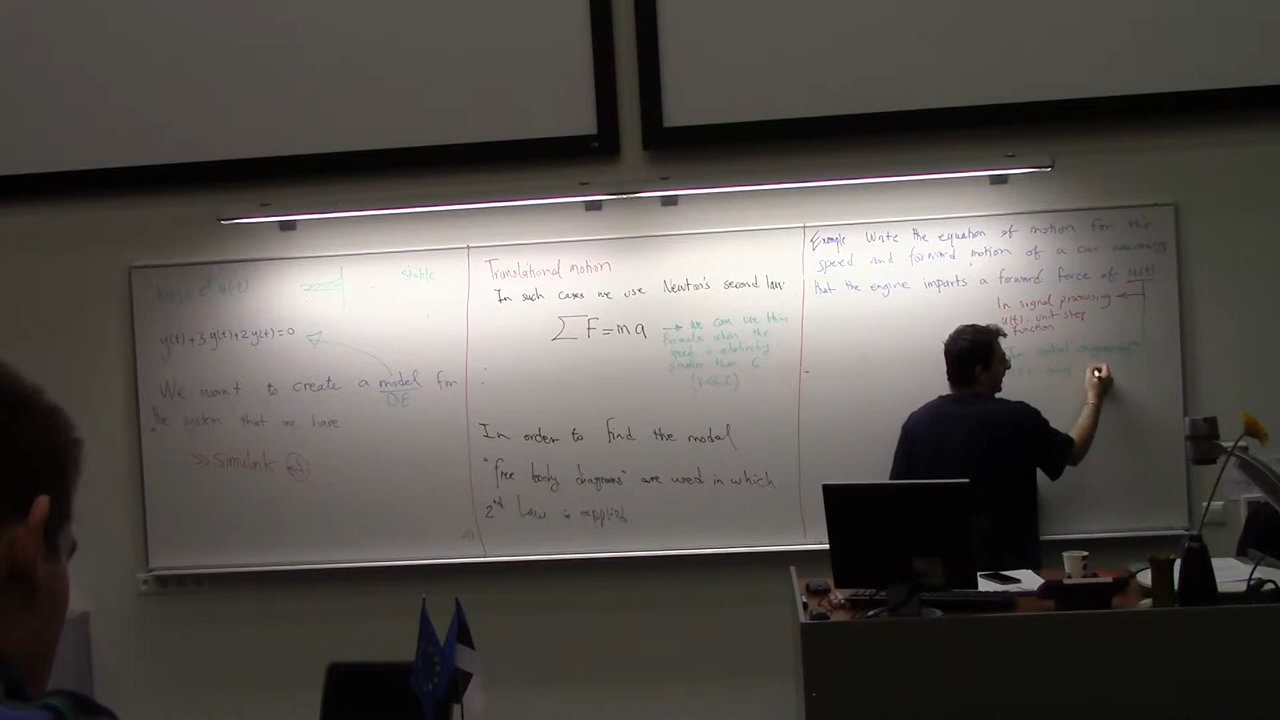 stable
y(t)+3y(t)+2y(t)=0
We want to create a model for
DE
the system that we have
>> Simulink
Translational motion
In such cases we use Newton's second law
∑F=ma
we can use this
formula when the
speed is relatively
smaller than C
(V<<C)
In order to find the model
"free body diagrams" are used in which
2nd Law is applied
Example Write the equation of motion for the
speed and forward motion of a car assuming
that the engine imparts a forward force of u(t)
In signal processing
u(t): unit step
function
In control